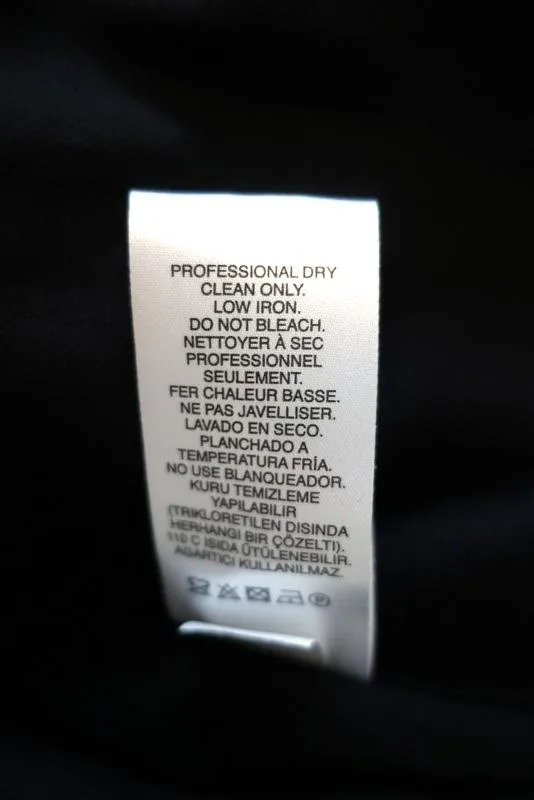 PROFESSIONAL DRY
CLEAN ONLY.
LOW IRON.
DO NOT BLEACH.
NETTOYER À SEC
PROFESSIONNEL
SEULEMENT.
FER CHALEUR BASSE.
NE PAS JAVELLISER.
LAVADO EN SECO.
PLANCHADO A
TEMPERATURA FRÍA.
NO USE BLANQUEADOR.
KURU TEMIZLEME
YAPILABILIR
(TRIKLORETILEN DISINDA
HERHANGI BIR ÇÖZELTI).
110 C ISIDA ÜTÜLENEBILIR.
AGARTICI KULLANILMAZ.
P